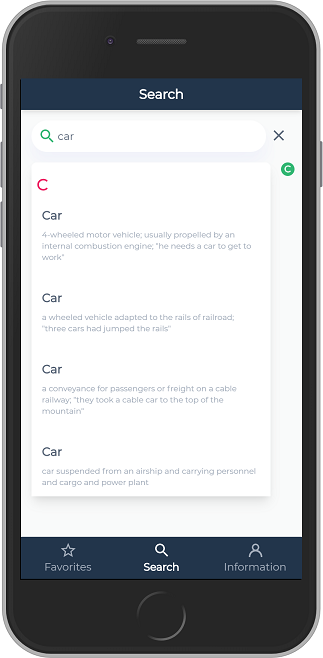 Search
car
C
C
Car
4-wheeled motor vehicle; usually propelled by an
internal combustion engine; "he needs a car to get to
work"
Car
a wheeled vehicle adapted to the rails of railroad;
"three cars had jumped the rails"
Car
a conveyance for passengers or freight on a cable
railway; "they took a cable car to the top of the
mountain"
Car
car suspended from an airship and carrying personnel
and cargo and power plant
Favorites Search Information